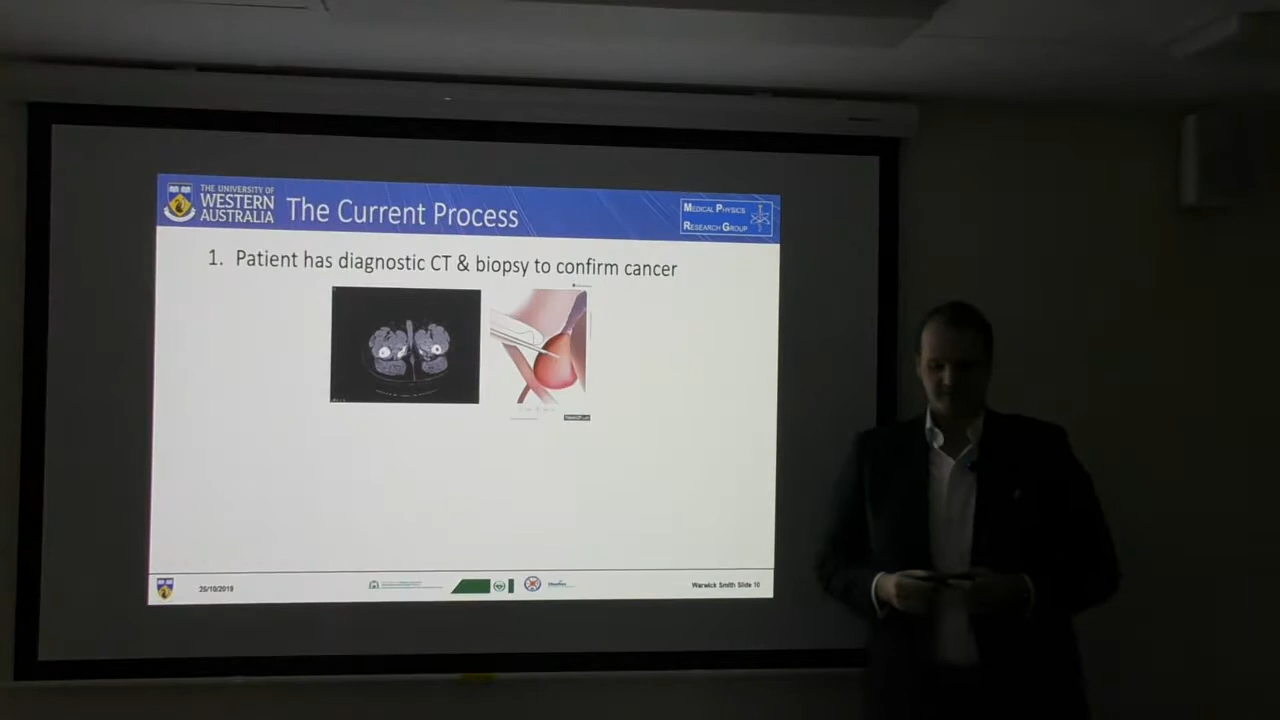 THE UNIVERSITY OF
WESTERN
AUSTRALIA
The Current Process
MEDICAL PHYSICS
RESEARCH GROUP
1. Patient has diagnostic CT & biopsy to confirm cancer
25/10/2018
Warwick Smith Slide 10